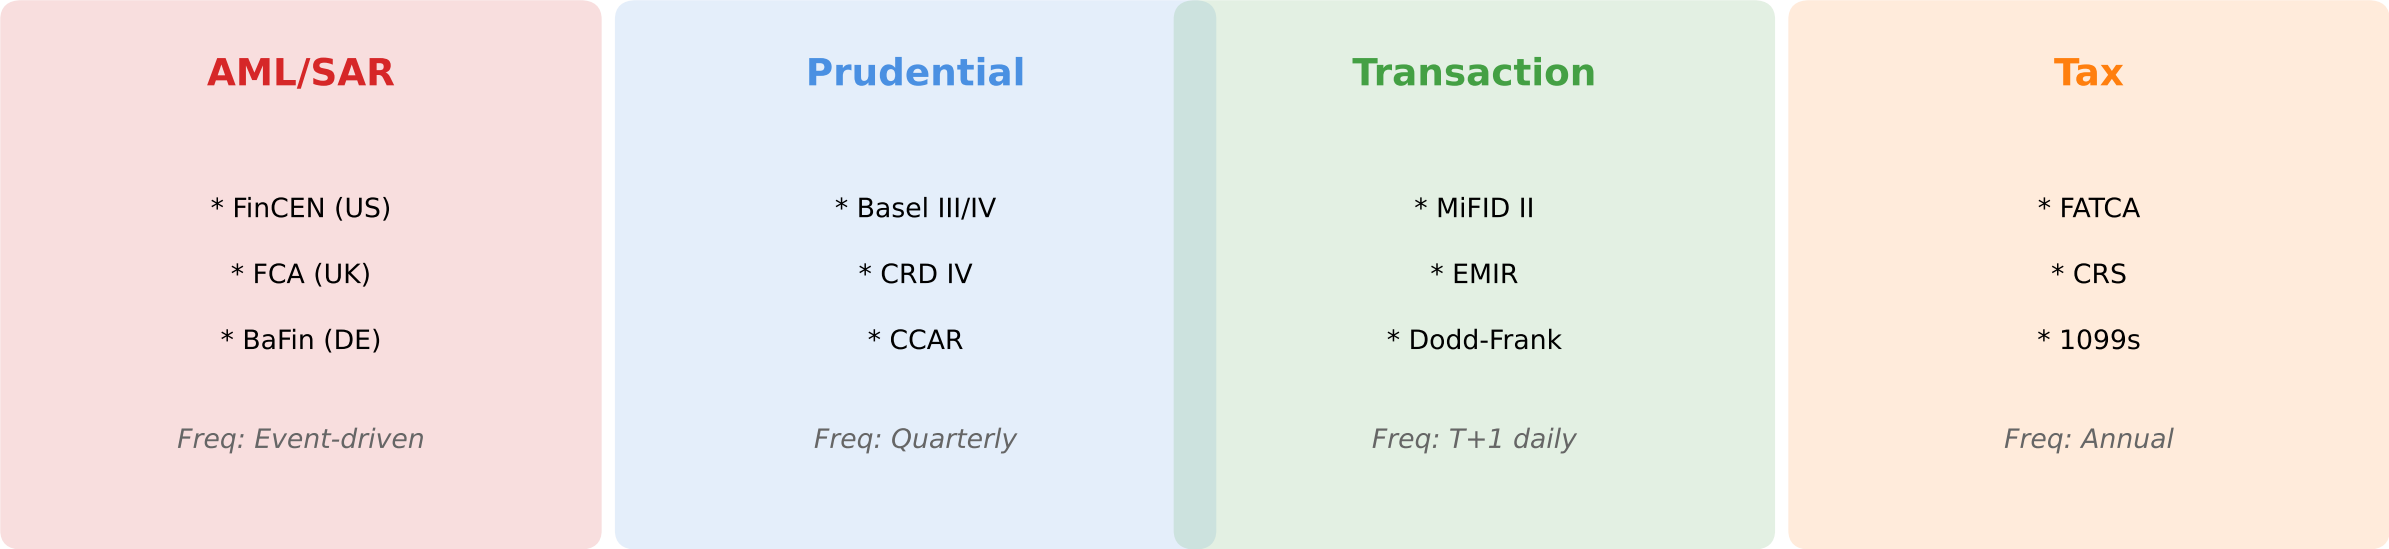 AML/SAR
* FinCEN (US)
* FCA (UK)
* BaFin (DE)
Freq: Event-driven
Prudential
* Basel III/IV
* CRD IV
* CCAR
Freq: Quarterly
Transaction
* MiFID II
* EMIR
* Dodd-Frank
Freq: T+1 daily
Tax
* FATCA
* CRS
* 1099s
Freq: Annual